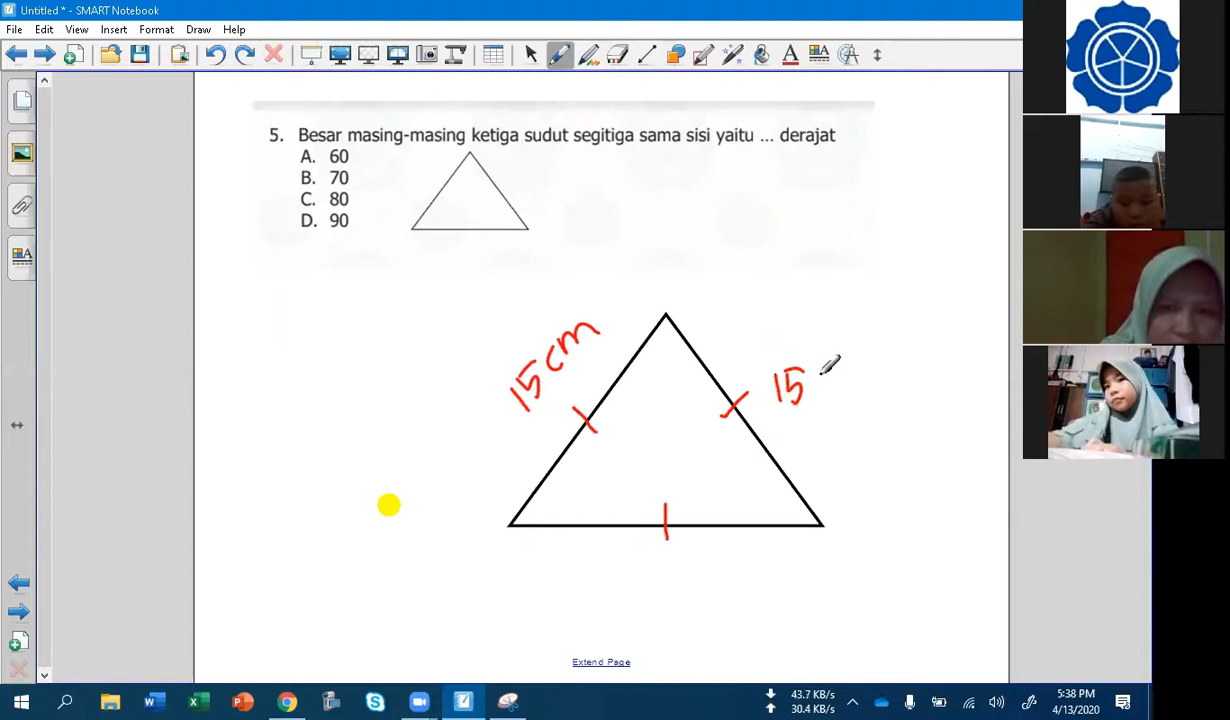 Untitled * - SMART Notebook
File Edit View Insert Format Draw Help
5. Besar masing-masing ketiga sudut segitiga sama sisi yaitu ... derajat
A. 60
B. 70
C. 80
D. 90
15 cm
15
Extend Page
43.7 KB/s
30.4 KB/s
5:38 PM
4/13/2020